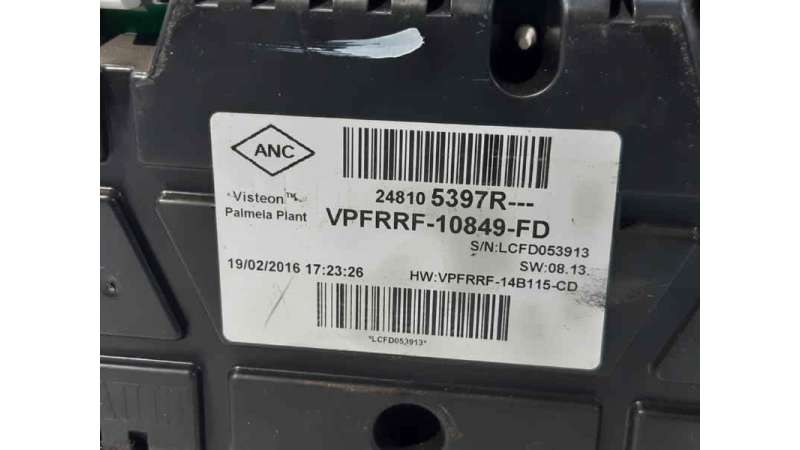 ANC
24810 5397R---
Visteon™
Palmela Plant
VPFRRF-10849-FD
S/N:LCFD053913
SW:08.13
19/02/2016 17:23:26
HW:VPFRRF-14B115-CD
*LCFD053913*